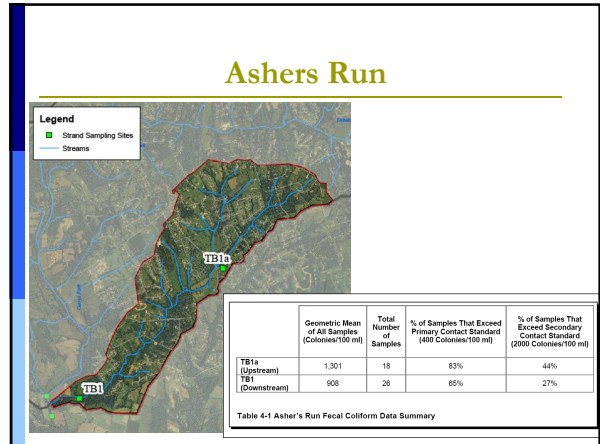 Ashers Run
Legend
Strand Sampling Sites
Streams
TB1a
TB1
Geometric Mean of All Samples (Colonies/100 ml)
Total Number of Samples
% of Samples That Exceed Primary Contact Standard (400 Colonies/100 ml)
% of Samples That Exceed Secondary Contact Standard (2000 Colonies/100 ml)
TB1a (Upstream) 1,301 18 83% 44%
TB1 (Downstream) 908 26 65% 27%
Table 4-1 Asher's Run Fecal Coliform Data Summary